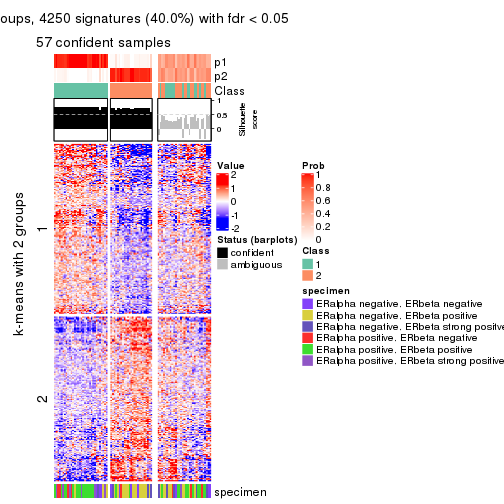 oups, 4250 signatures (40.0%) with fdr < 0.05
57 confident samples
p1
p2
Class
1
0.5
0
Silhouette
score
k-means with 2 groups
1
2
Value
2
1
0
-1
-2
Status (barplots)
confident
ambiguous
Prob
1
0.8
0.6
0.4
0.2
0
Class
1
2
specimen
ERalpha negative. ERbeta negative
ERalpha negative. ERbeta positive
ERalpha negative. ERbeta strong positive
ERalpha positive. ERbeta negative
ERalpha positive. ERbeta positive
ERalpha positive. ERbeta strong positive
specimen